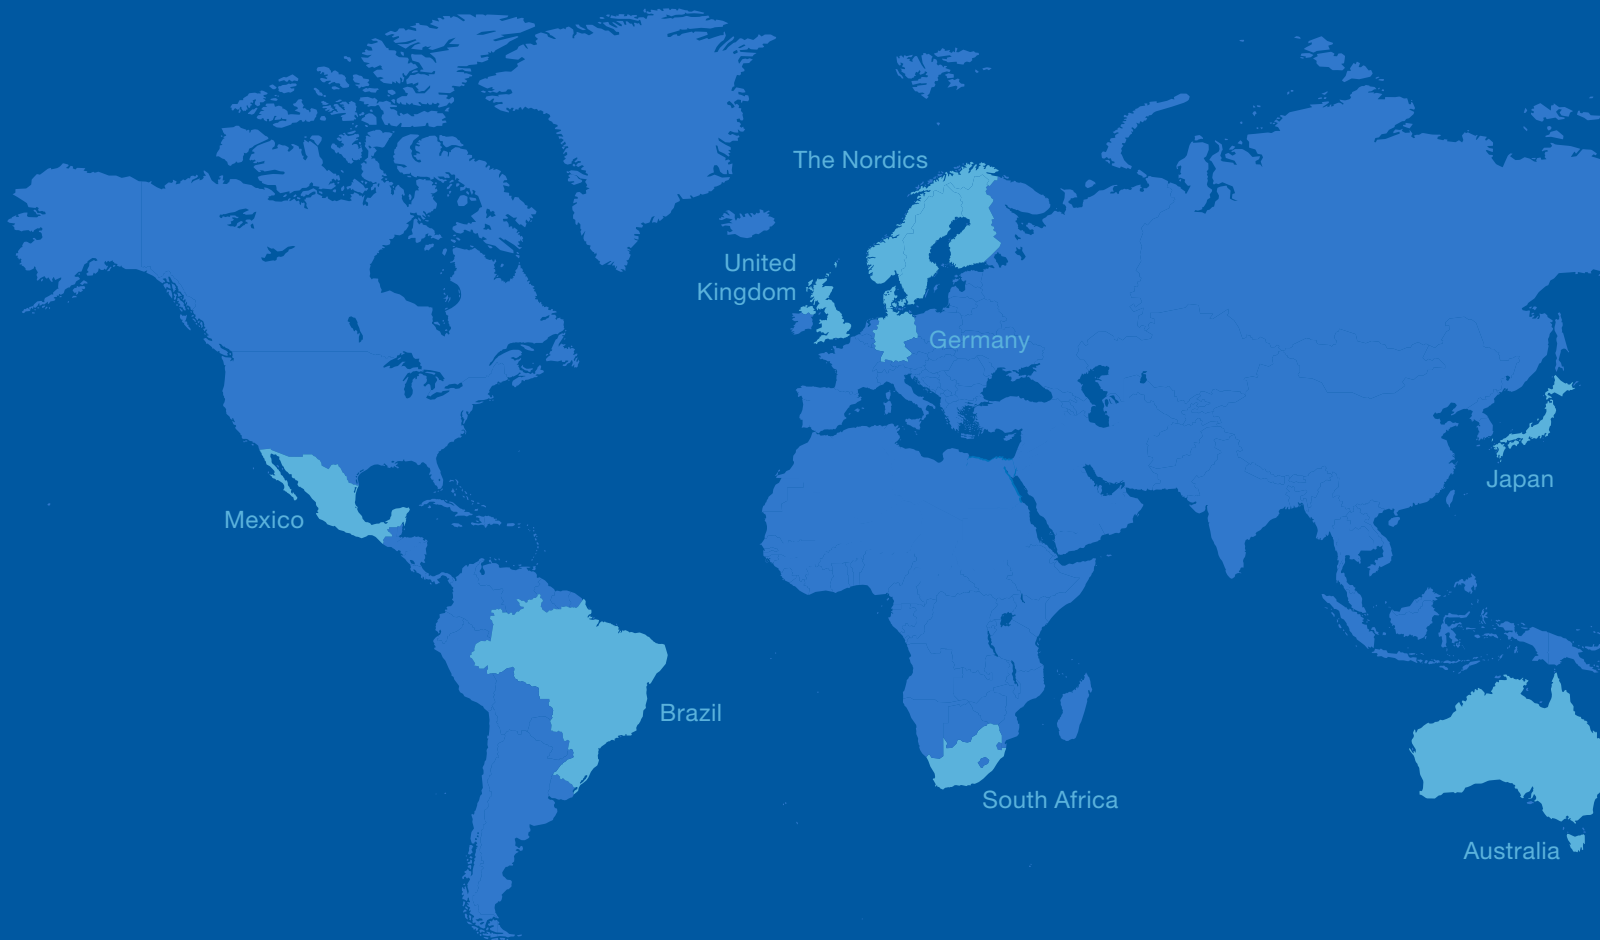 The Nordics
United
Kingdom
Germany
Japan
Mexico
Brazil
South Africa
Australia